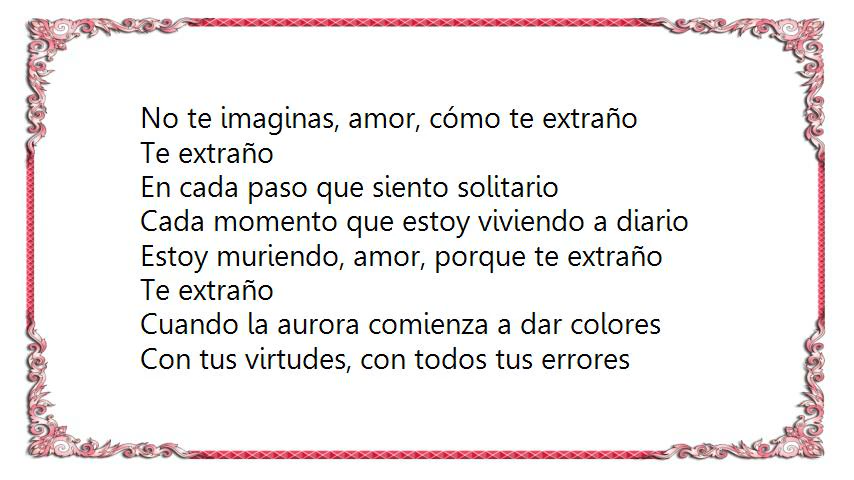 No te imaginas, amor, cómo te extraño
Te extraño
En cada paso que siento solitario
Cada momento que estoy viviendo a diario
Estoy muriendo, amor, porque te extraño
Te extraño
Cuando la aurora comienza a dar colores
Con tus virtudes, con todos tus errores